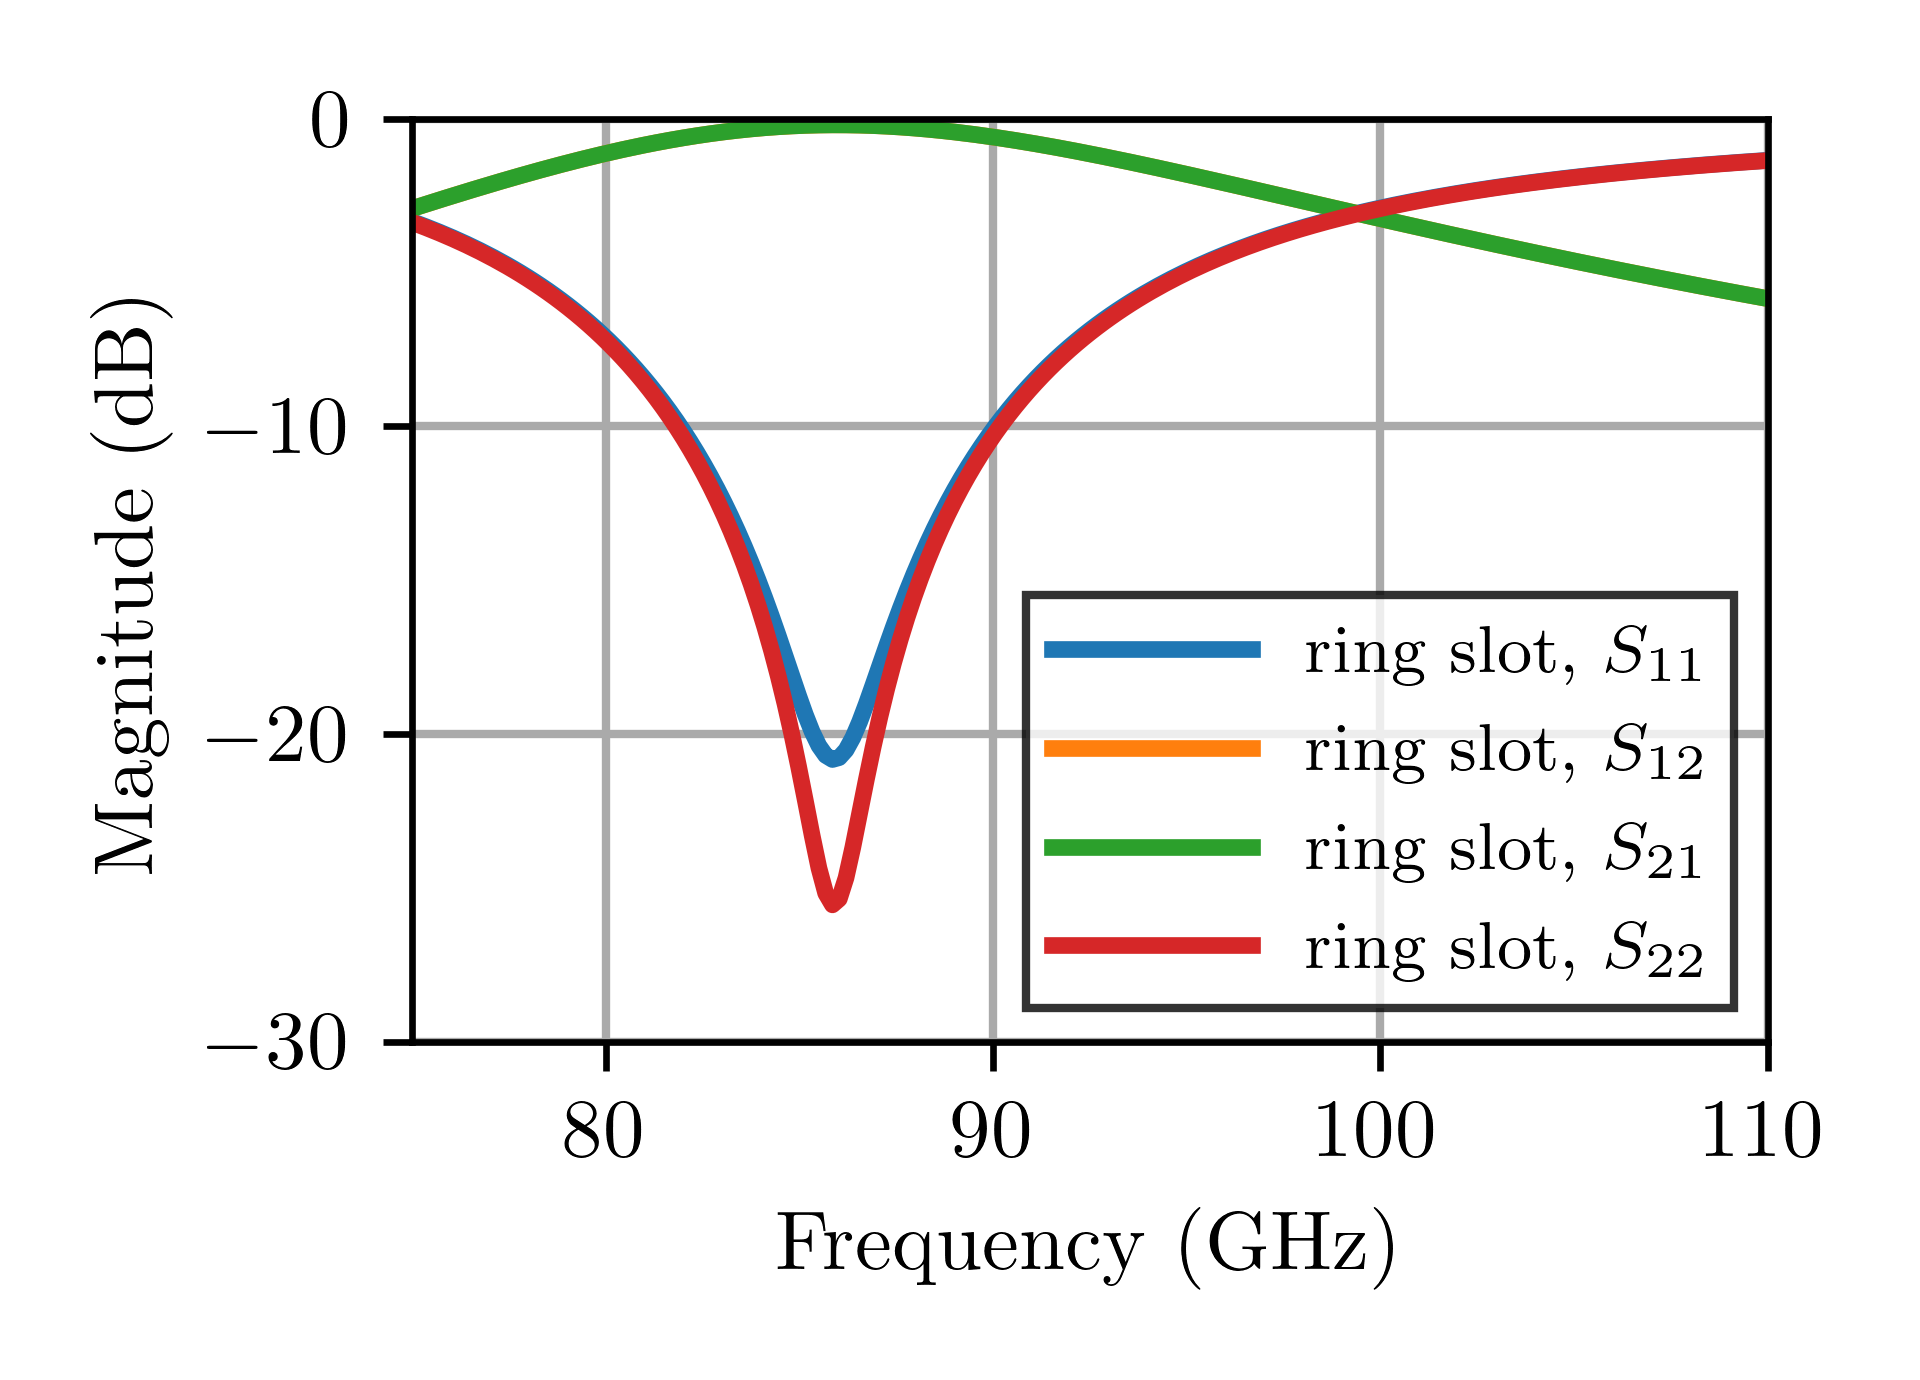 0
−10
−20
−30
Magnitude (dB)
ring slot, S₁₁
ring slot, S₁₂
ring slot, S₂₁
ring slot, S₂₂
80 90 100 110
Frequency (GHz)